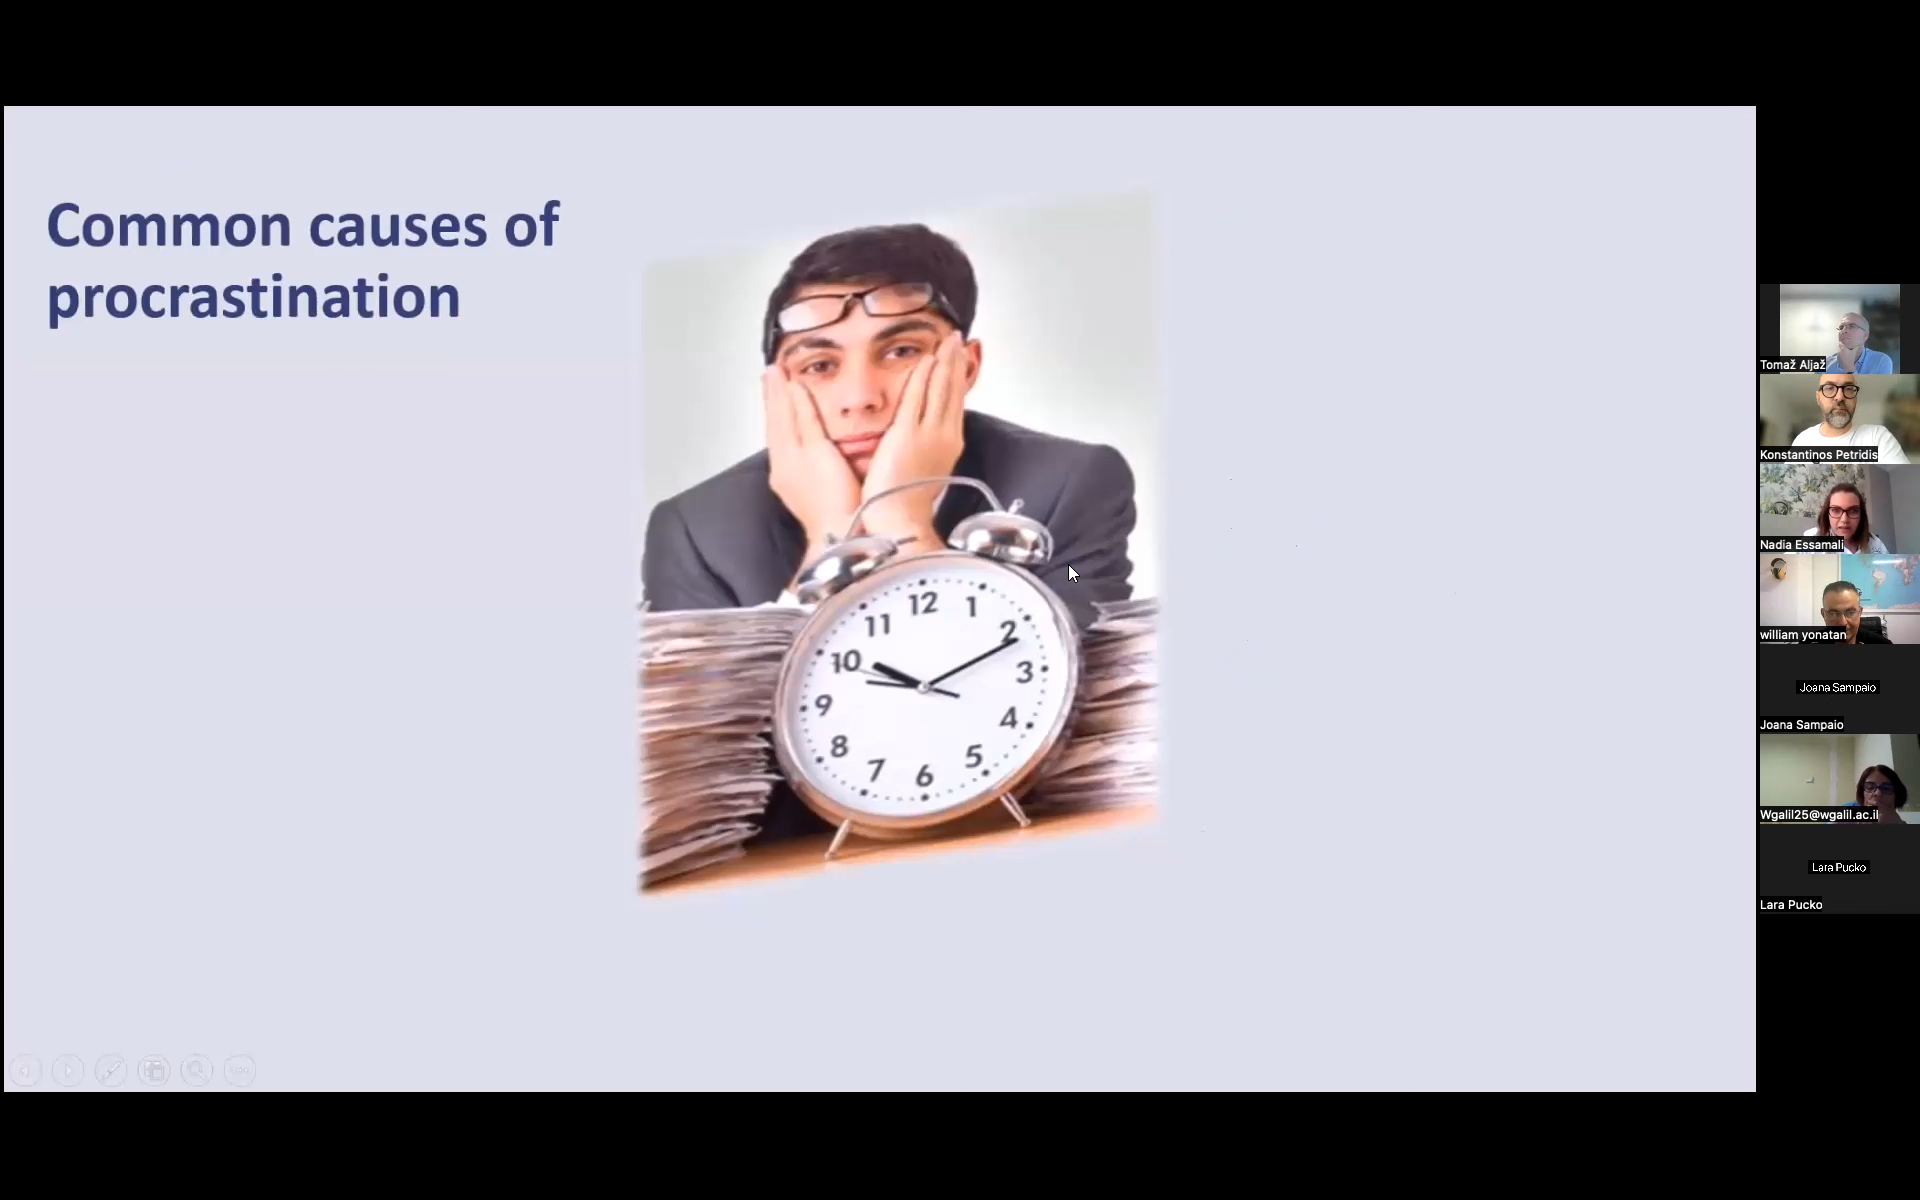 Common causes of
procrastination
12
1
2
3
4
5
6
7
8
9
10
11
Tomaž Aljaž
Konstantinos Petridis
Nadia Essamali
william yonatan
Joana Sampaio
Joana Sampaio
Wgalil25@wgalil.ac.il
Lara Pucko
Lara Pucko